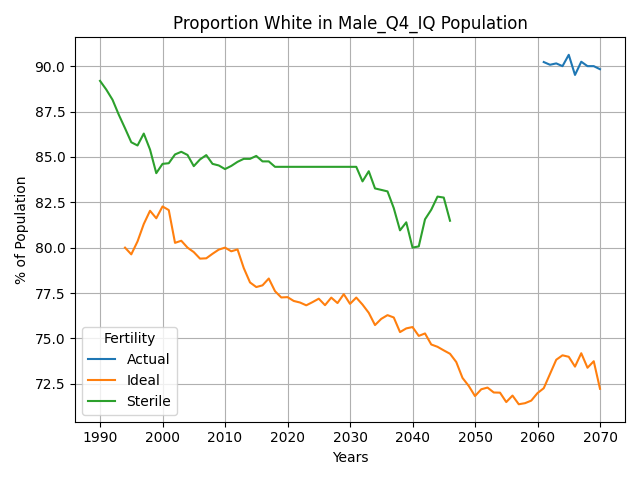 Proportion White in Male_Q4_IQ Population
% of Population
90.0
87.5
85.0
82.5
80.0
77.5
75.0
72.5
Fertility
Actual
Ideal
Sterile
1990 2000 2010 2020 2030 2040 2050 2060 2070
Years